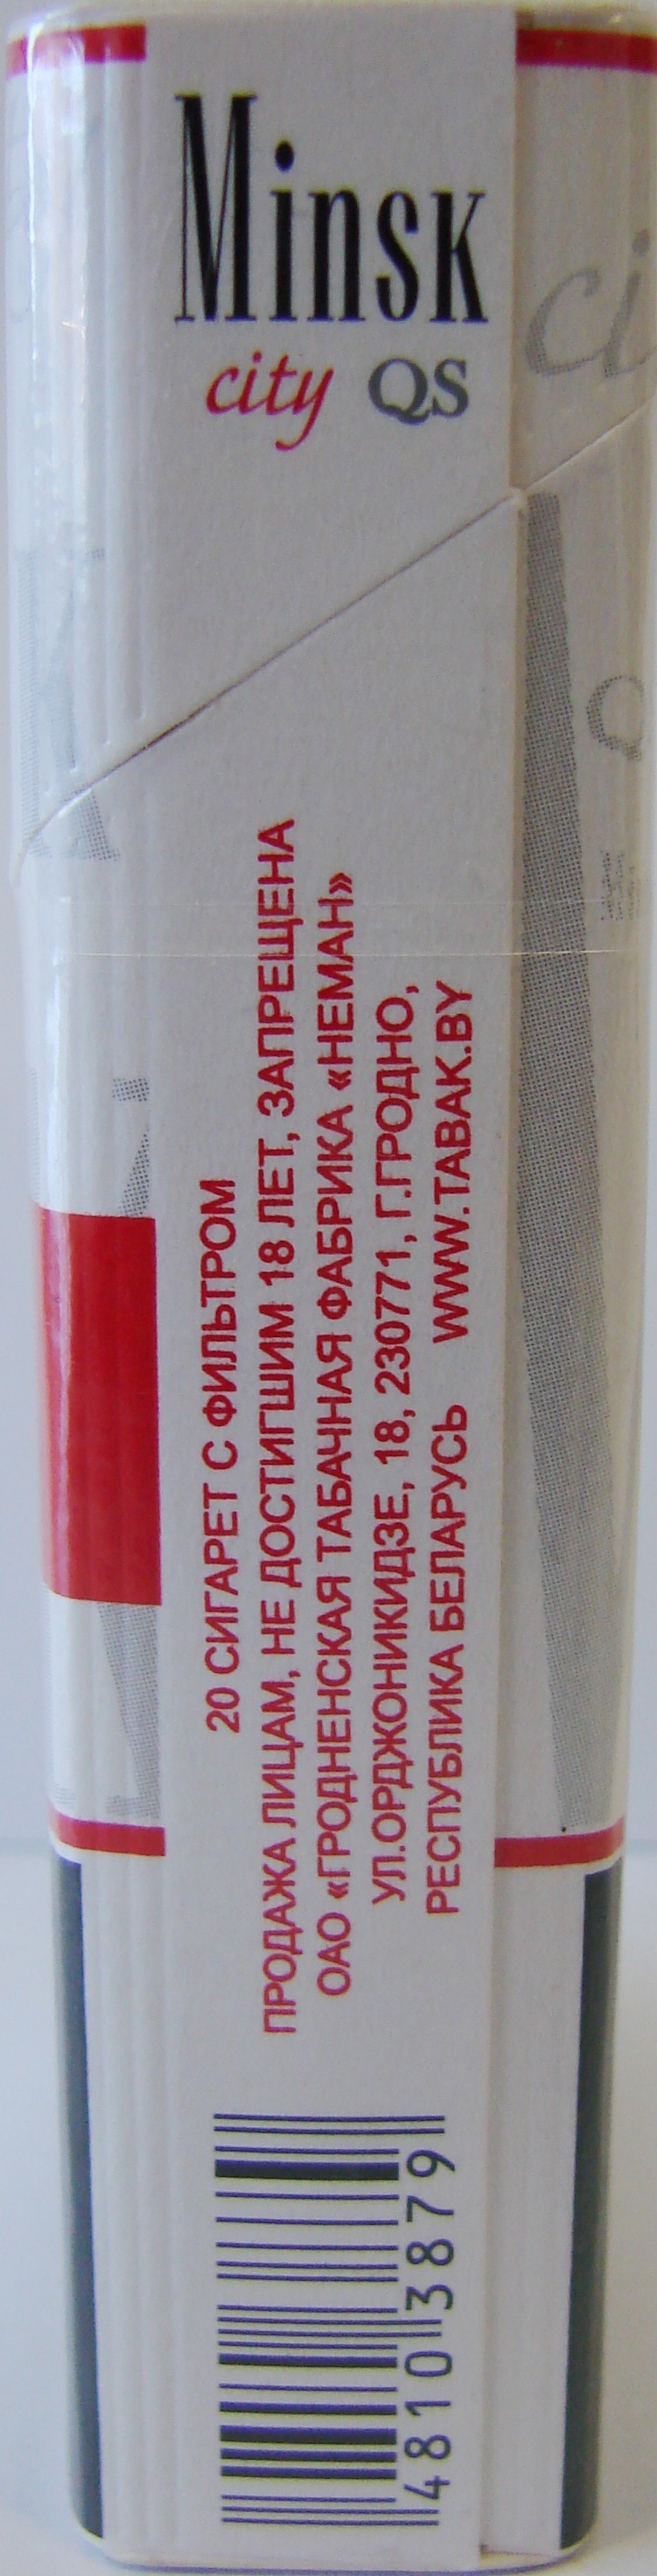 Minsk
city QS
20 СИГАРЕТ С ФИЛЬТРОМ
ПРОДАЖА ЛИЦАМ, НЕ ДОСТИГШИМ 18 ЛЕТ, ЗАПРЕЩЕНА
ОАО «ГРОДНЕНСКАЯ ТАБАЧНАЯ ФАБРИКА «НЕМАН»
УЛ.ОРДЖОНИКИДЗЕ, 18, 230771, Г.ГРОДНО,
РЕСПУБЛИКА БЕЛАРУСЬ WWW.TABAK.BY
4810 3879
ci
Q